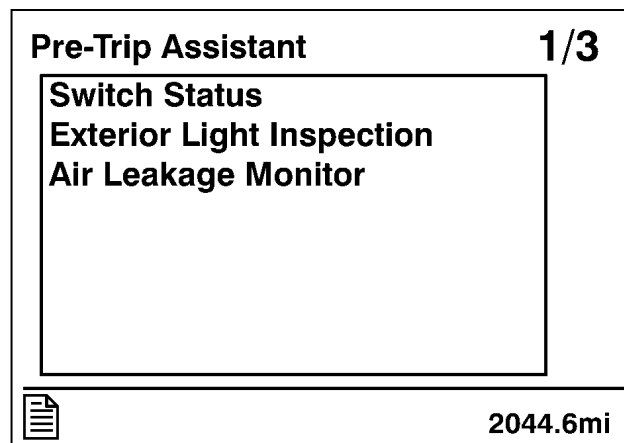 Pre-Trip Assistant 1/3
Switch Status
Exterior Light Inspection
Air Leakage Monitor
2044.6mi